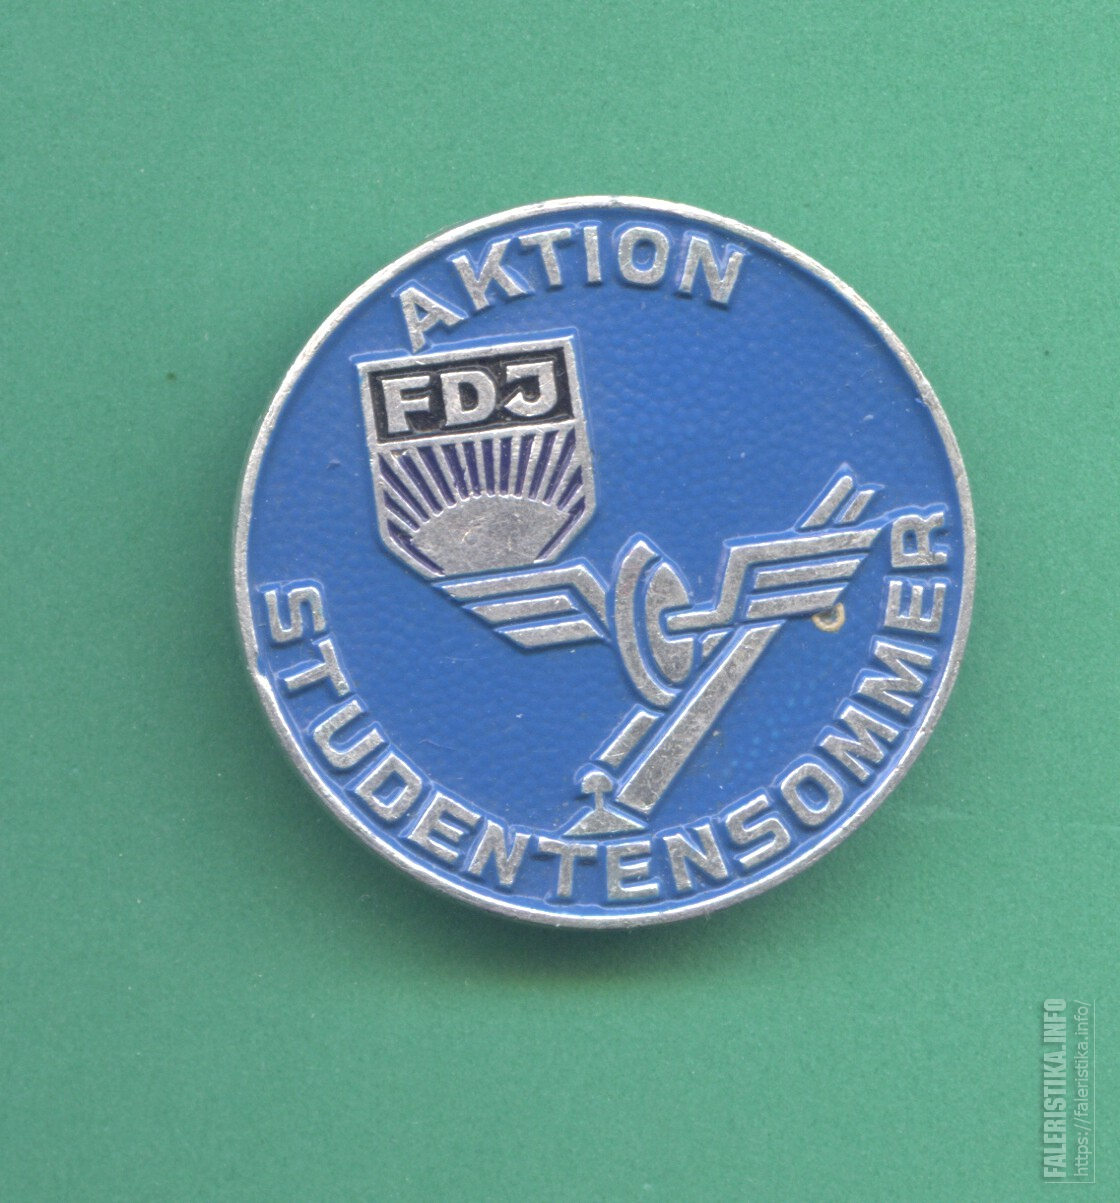 AKTION
FDJ
STUDENTENSOMMER
FALERISTIKA.INFO
https://faleristika.info/